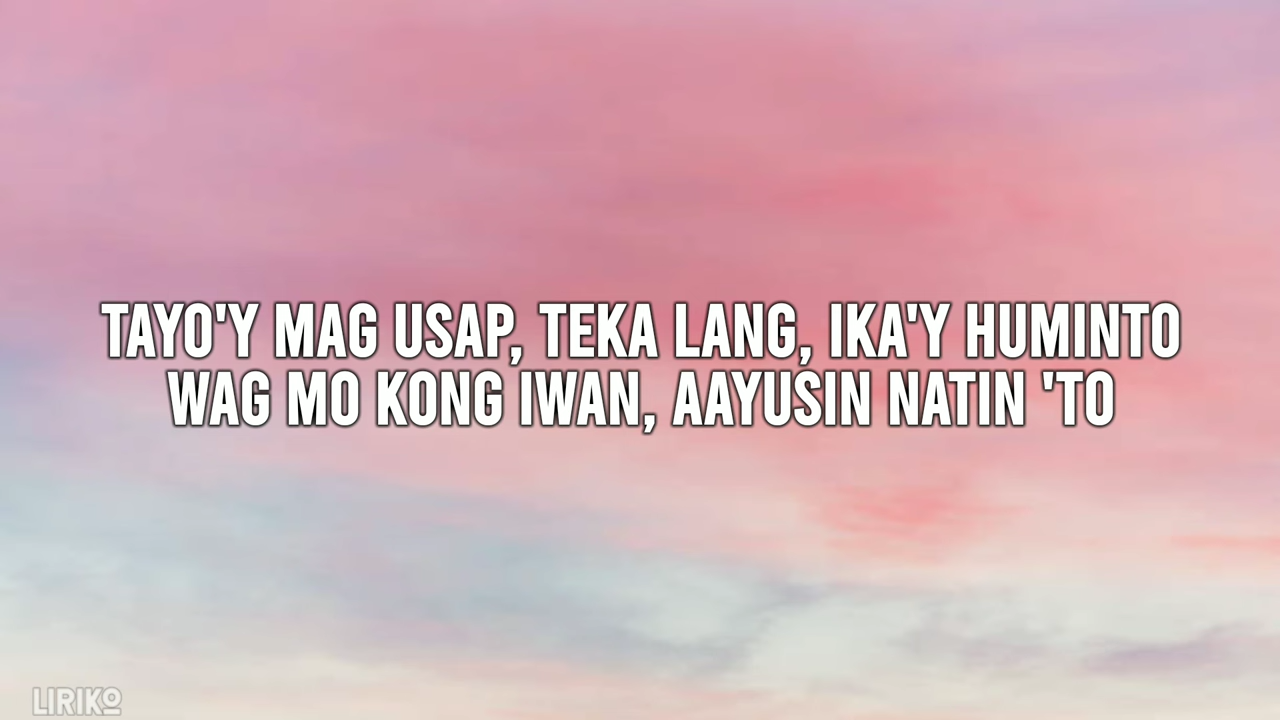 TAYO'Y MAG USAP, TEKA LANG, IKA'Y HUMINTO
WAG MO KONG IWAN, AAYUSIN NATIN 'TO
LIRIKO